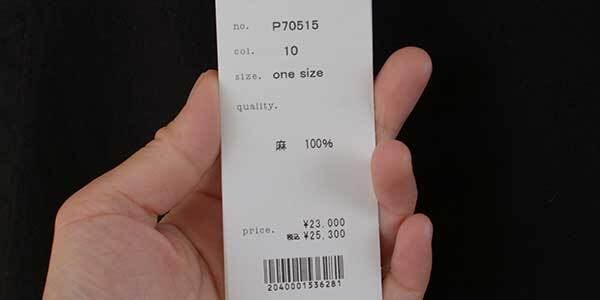 no. P70515
col. 10
size. one size
quality.
麻 100%
¥23,000
price. 税込 ¥25,300
2040001536281